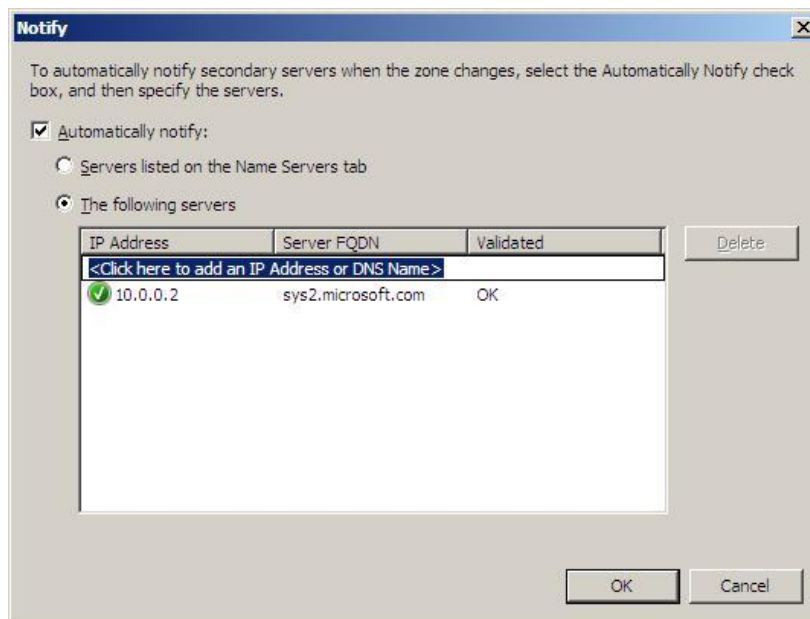 Notify
To automatically notify secondary servers when the zone changes, select the Automatically Notify check
box, and then specify the servers.
Automatically notify:
Servers listed on the Name Servers tab
The following servers
IP Address Server FQDN Validated
Delete
<Click here to add an IP Address or DNS Name>
10.0.0.2 sys2.microsoft.com OK
OK Cancel